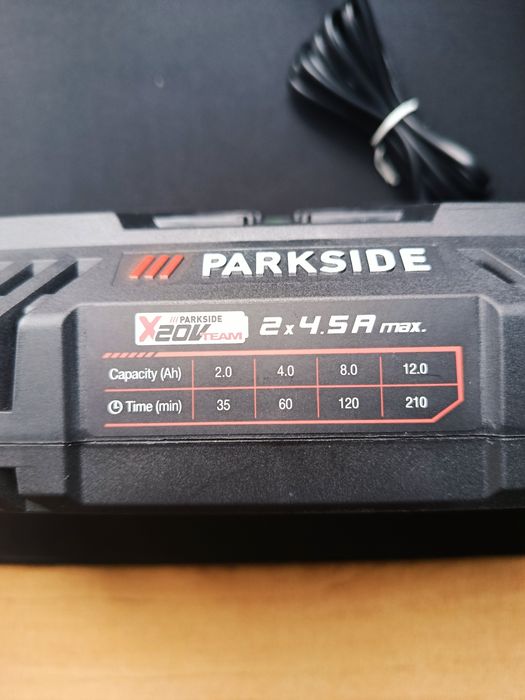 PARKSIDE
PARKSIDE
X20V TEAM 2 x 4.5A max.
Capacity (Ah) 2.0 4.0 8.0 12.0
Time (min) 35 60 120 210